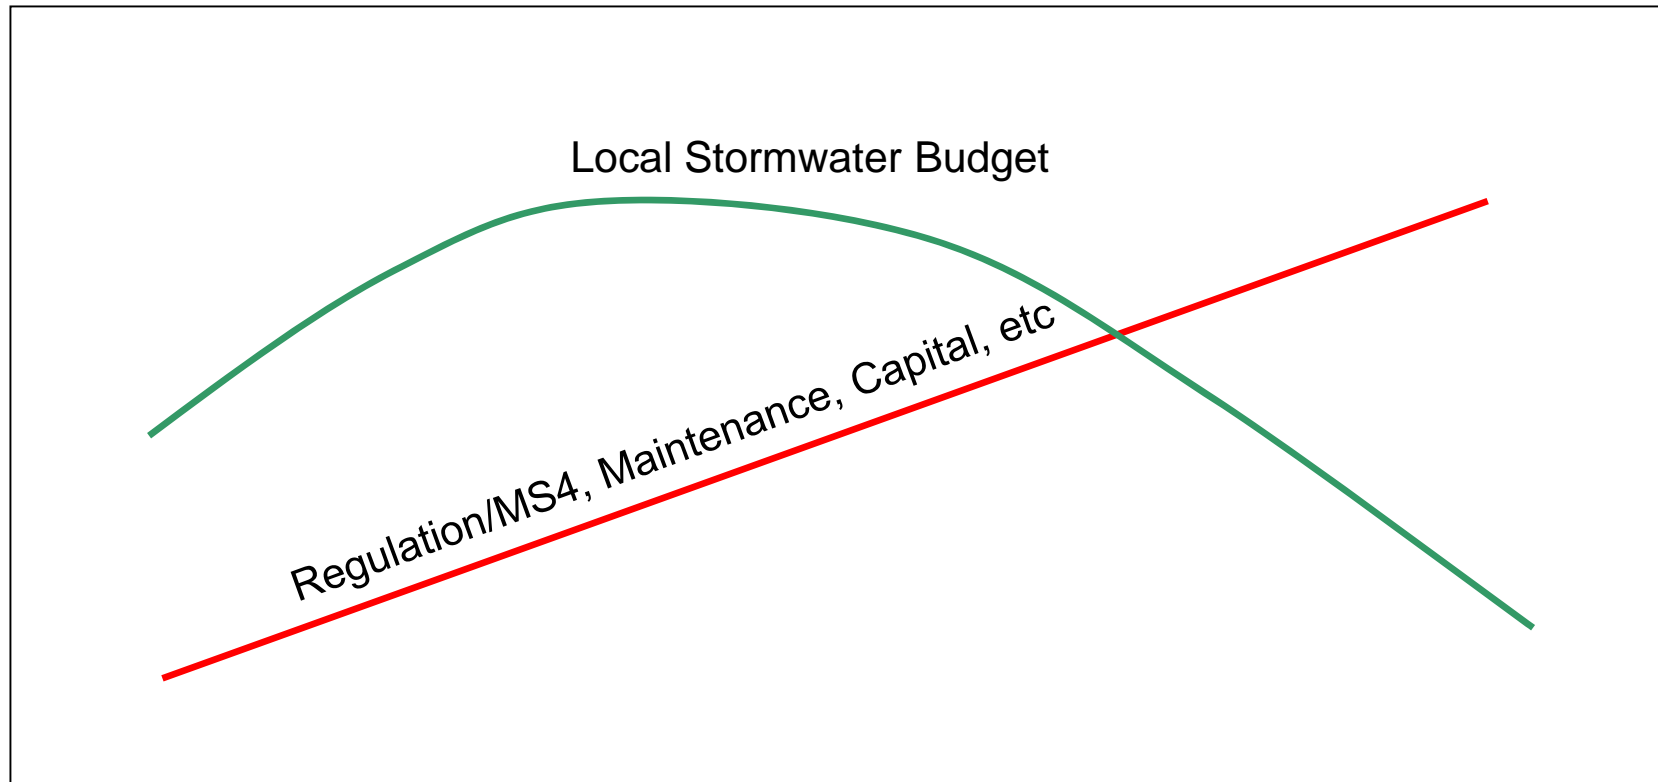 Local Stormwater Budget
Regulation/MS4, Maintenance, Capital, etc